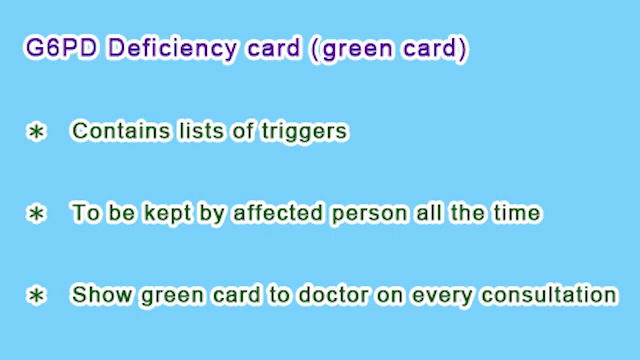 G6PD Deficiency card (green card)
* Contains lists of triggers
* To be kept by affected person all the time
* Show green card to doctor on every consultation